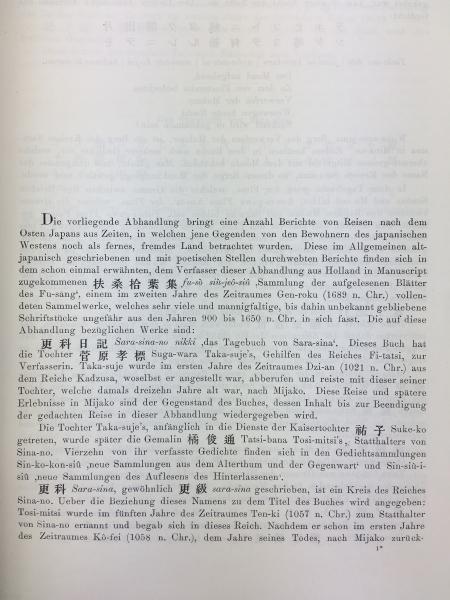 Die vorliegende Abhandlung bringt eine Anzahl Berichte von Reisen nach dem
Osten Japans aus Zeiten, in welchen jene Gegenden von den Bewohnern des japanischen
Westens noch als fernes, fremdes Land betrachtet wurden. Diese im Allgemeinen alt-
japanisch geschriebenen und mit poetischen Stellen durchwebten Berichte finden sich
in dem schon einmal erwähnten, dem Verfasser dieser Abhandlung aus Holland in Manuscript
zugekommenen 扶桑拾葉集 fu-sò siû-jeó-siû ‚Sammlung der aufgelesenen Blätter
des Fu-sang‘, einem im zweiten Jahre des Zeitraumes Gen-roku (1689 n. Chr.) vollen-
deten Sammelwerke, welches sehr viele und mannigfaltige, bis dahin unbekannt gebliebene
Schriftstücke ungefähr aus den Jahren 900 bis 1650 n. Chr. in sich fasst. Die auf diese
Abhandlung bezüglichen Werke sind:
更科日記 Sara-sina-no nikki ‚das Tagebuch von Sara-sina‘. Dieses Buch hat
die Tochter 菅原孝標 Suga-wara Taka-suje's, Gehilfen des Reiches Fi-tatsi, zur
Verfasserin. Taka-suje wurde im ersten Jahre des Zeitraumes Dzi-an (1021 n. Chr.) aus
dem Reiche Kadzusa, woselbst er angestellt war, abberufen und reiste mit dieser seiner
Tochter, welche damals dreizehn Jahre alt war, nach Mijako. Diese Reise und spätere
Erlebnisse in Mijako sind der Gegenstand des Buches, dessen Inhalt bis zur Beendigung
der gedachten Reise in dieser Abhandlung wiedergegeben wird.
Die Tochter Taka-suje's, anfänglich in die Dienste der Kaisertochter 祐子 Suke-ko
getreten, wurde später die Gemalin 橘俊通 Tatsi-bana Tosi-mitsi's, Statthalters von
Sina-no. Vierzehn von ihr verfasste Gedichte finden sich in den Gedichtsammlungen
Sin-ko-kon-siû ‚neue Sammlungen aus dem Alterthum und der Gegenwart‘ und Sin-siû-i-
siû ‚neue Sammlungen des Auflesens des Hinterlassenen‘.
更科 Sara-sina, gewöhnlich 更級 sara-sina geschrieben, ist ein Kreis des Reiches
Sina-no. Ueber die Beziehung dieses Namens zu dem Titel des Buches wird angegeben:
Tosi-mitsi wurde im fünften Jahre des Zeitraumes Ten-ki (1057 n. Chr.) zum Statthalter
von Sina-no ernannt und begab sich in dieses Reich. Nachdem er schon im ersten Jahre
des Zeitraumes Kô-fei (1058 n. Chr.), dem Jahre seines Todes, nach Mijako zurück-
1*